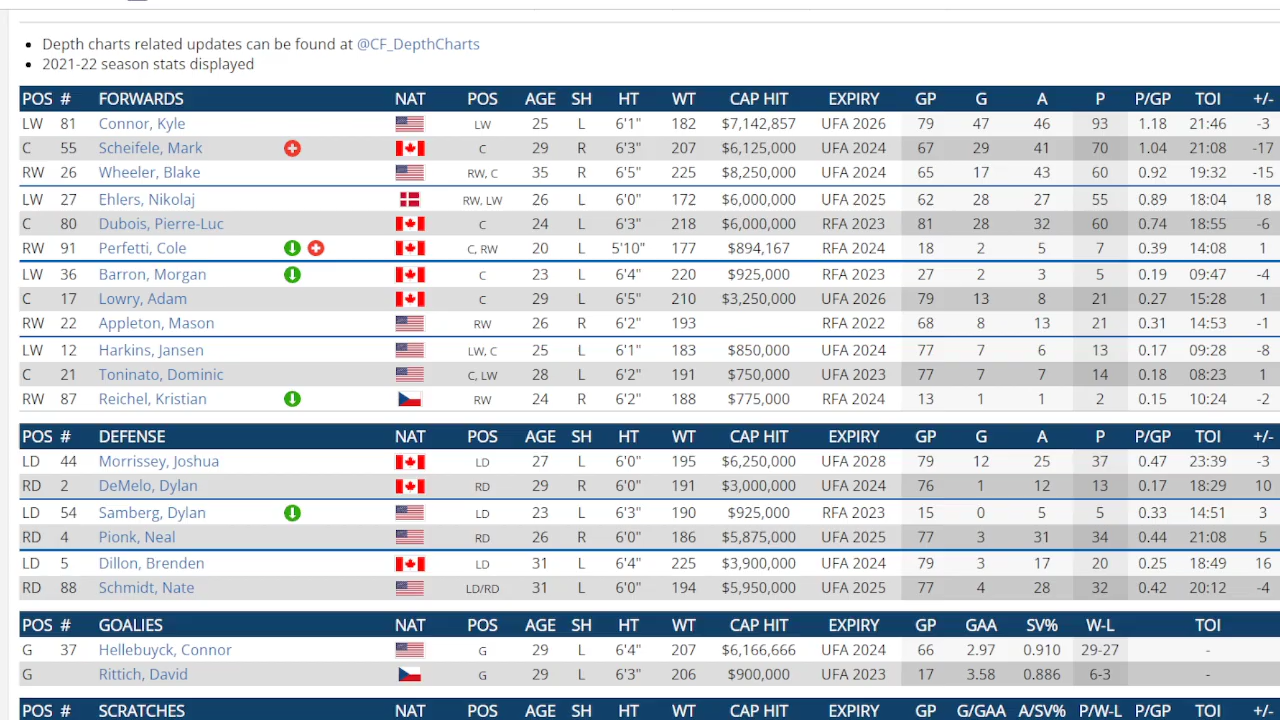 Depth charts related updates can be found at @CF_DepthCharts
2021-22 season stats displayed
POS # FORWARDS NAT POS AGE SH HT WT CAP HIT EXPIRY GP G A P P/GP TOI +/-
LW 81 Connor, Kyle LW 25 L 6'1" 182 $7,142,857 UFA 2026 79 47 46 93 1.18 21:46 -3
C 55 Scheifele, Mark C 29 R 6'3" 207 $6,125,000 UFA 2024 67 29 41 70 1.04 21:08 -17
RW 26 Wheeler, Blake RW, C 35 R 6'5" 225 $8,250,000 UFA 2024 65 17 43 60 0.92 19:32 -15
LW 27 Ehlers, Nikolaj RW, LW 26 L 6'0" 172 $6,000,000 UFA 2025 62 28 27 55 0.89 18:04 18
C 80 Dubois, Pierre-Luc C 24 L 6'3" 218 $6,000,000 RFA 2023 81 28 32 60 0.74 18:55 -6
RW 91 Perfetti, Cole C, RW 20 L 5'10" 177 $894,167 RFA 2024 18 2 5 7 0.39 14:08 1
LW 36 Barron, Morgan C 23 L 6'4" 220 $925,000 RFA 2023 27 2 3 5 0.19 09:47 -4
C 17 Lowry, Adam C 29 L 6'5" 210 $3,250,000 UFA 2026 79 13 8 21 0.27 15:28 1
RW 22 Appleton, Mason RW 26 R 6'2" 193 RFA 2022 68 8 13 21 0.31 14:53 -1
LW 12 Harkins, Jansen LW, C 25 L 6'1" 183 $850,000 UFA 2024 77 7 6 13 0.17 09:28 -8
C 21 Toninato, Dominic C, LW 28 L 6'2" 191 $750,000 UFA 2023 77 7 7 14 0.18 08:23 1
RW 87 Reichel, Kristian RW 24 R 6'2" 188 $775,000 RFA 2024 13 1 1 2 0.15 10:24 -2
POS # DEFENSE NAT POS AGE SH HT WT CAP HIT EXPIRY GP G A P P/GP TOI +/-
LD 44 Morrissey, Joshua LD 27 L 6'0" 195 $6,250,000 UFA 2028 79 12 25 37 0.47 23:39 -3
RD 2 DeMelo, Dylan RD 29 R 6'0" 191 $3,000,000 UFA 2024 76 1 12 13 0.17 18:29 10
LD 54 Samberg, Dylan LD 23 L 6'3" 190 $925,000 RFA 2023 15 0 5 5 0.33 14:51 3
RD 4 Pionk, Neal RD 26 R 6'0" 186 $5,875,000 UFA 2025 77 3 31 34 0.44 21:08 5
LD 5 Dillon, Brenden LD 31 L 6'4" 225 $3,900,000 UFA 2024 79 3 17 20 0.25 18:49 16
RD 88 Schmidt, Nate LD/RD 31 L 6'0" 194 $5,950,000 UFA 2025 77 4 28 32 0.42 20:12 -4
POS # GOALIES NAT POS AGE SH HT WT CAP HIT EXPIRY GP GAA SV% W-L TOI
G 37 Hellebuyck, Connor G 29 L 6'4" 207 $6,166,666 UFA 2024 66 2.97 0.910 29-27 -
G Rittich, David G 29 L 6'3" 206 $900,000 UFA 2023 17 3.58 0.886 6-3 -
POS # SCRATCHES NAT POS AGE SH HT WT CAP HIT EXPIRY GP G/GAA A/SV% P/W-L P/GP TOI +/-